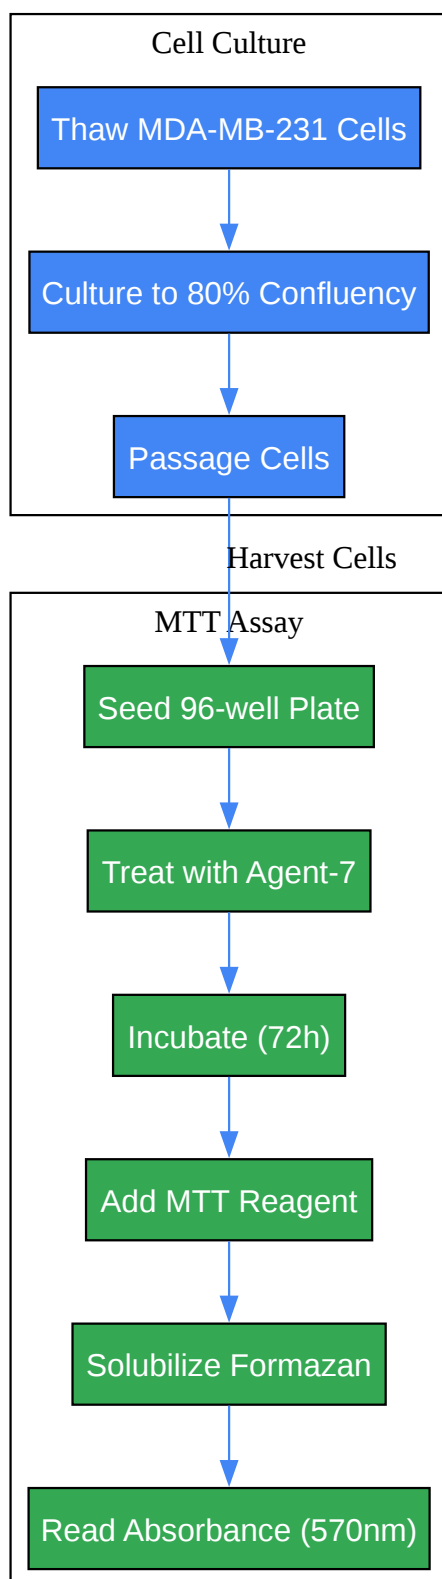 Cell Culture
Thaw MDA-MB-231 Cells
Culture to 80% Confluency
Passage Cells
Harvest Cells
MTT Assay
Seed 96-well Plate
Treat with Agent-7
Incubate (72h)
Add MTT Reagent
Solubilize Formazan
Read Absorbance (570nm)